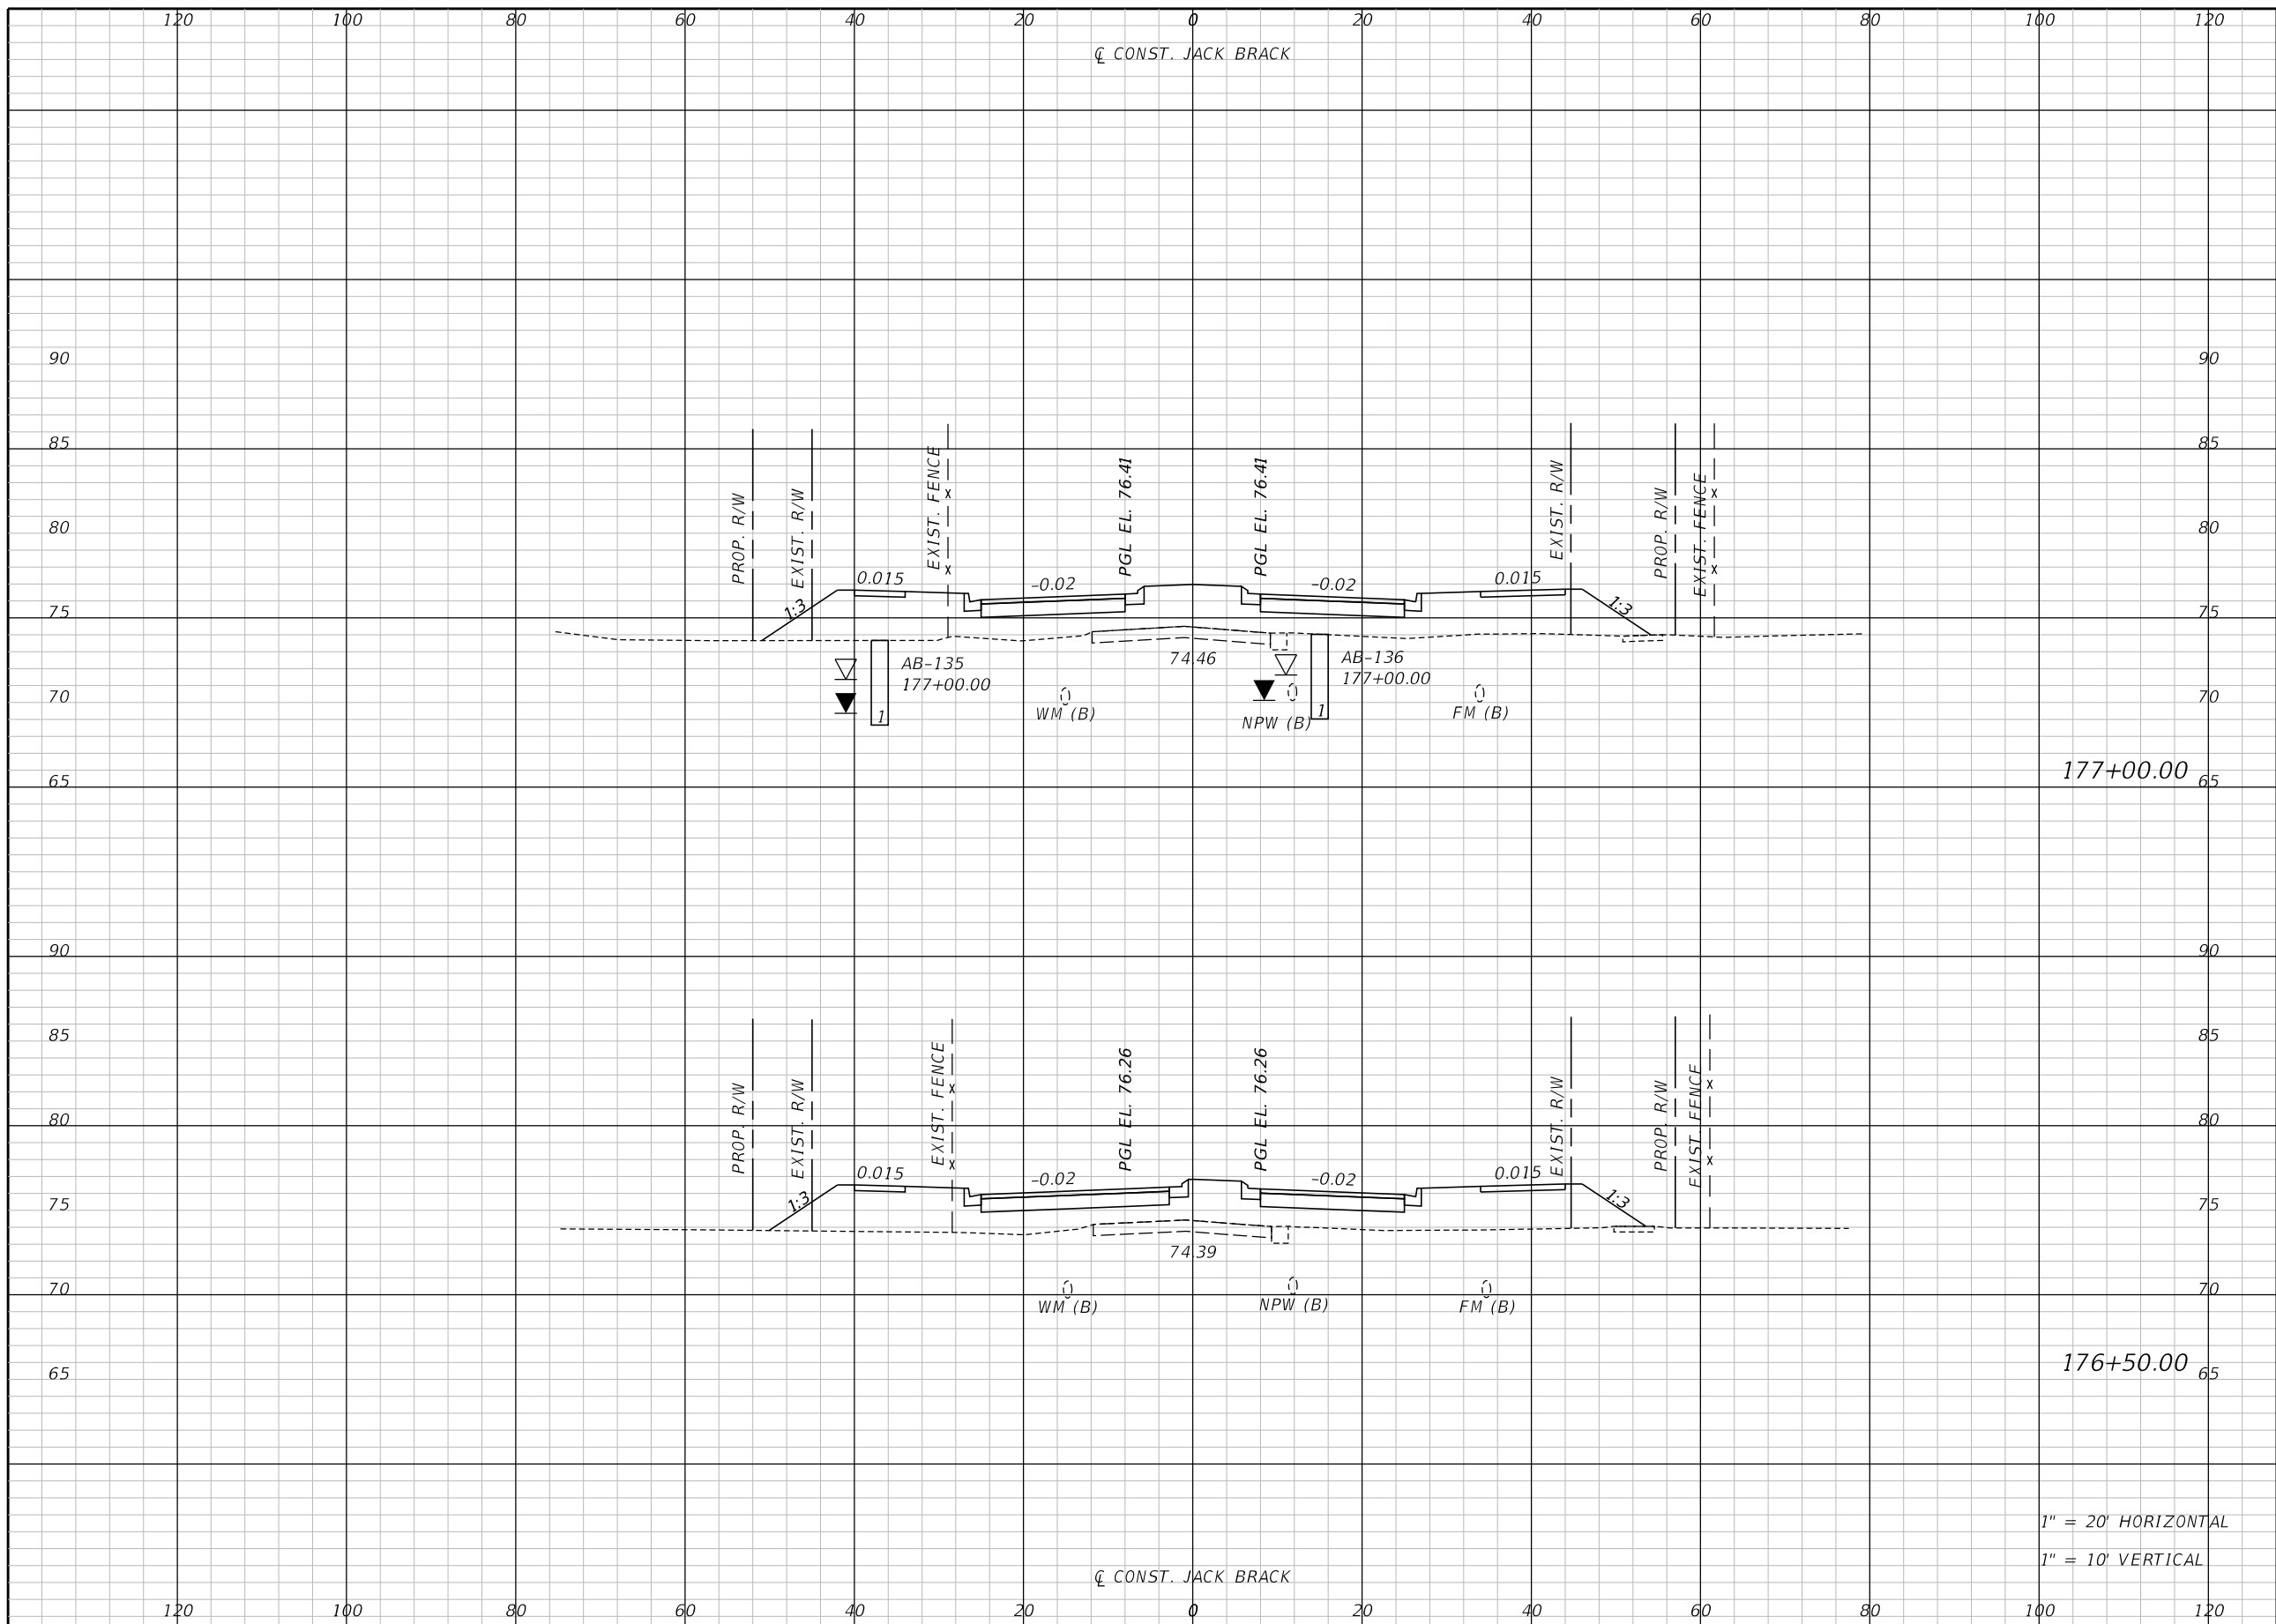 120 100 80 60 40 20 0 20 40 60 80 100 120
℄ CONST. JACK BRACK
90 90
85 85
80 80
75 75
70 70
65 65
PROP. R/W
EXIST. R/W
EXIST. FENCE
PGL EL. 76.41
PGL EL. 76.41
EXIST. R/W
PROP. R/W
EXIST. FENCE
1:3
0.015
-0.02
-0.02
0.015
1:3
74.46
AB-135
177+00.00
1
AB-136
177+00.00
1
WM (B)
NPW (B)
FM (B)
177+00.00
90 90
85 85
80 80
75 75
70 70
65 65
PROP. R/W
EXIST. R/W
EXIST. FENCE
PGL EL. 76.26
PGL EL. 76.26
EXIST. R/W
PROP. R/W
EXIST. FENCE
1:3
0.015
-0.02
-0.02
0.015
1:3
74.39
WM (B)
NPW (B)
FM (B)
176+50.00
1" = 20' HORIZONTAL
1" = 10' VERTICAL
℄ CONST. JACK BRACK
120 100 80 60 40 20 0 20 40 60 80 100 120